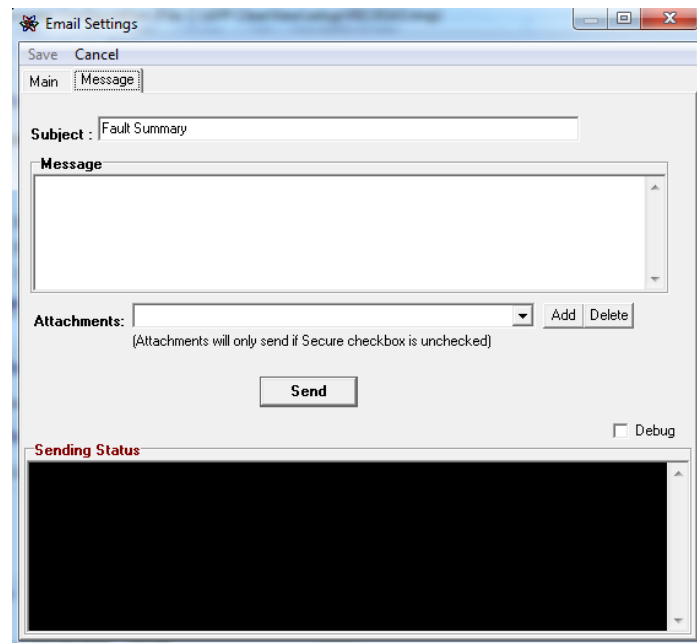 Email Settings
Save Cancel
Main Message
Subject : Fault Summary
Message
Attachments: Add Delete
(Attachments will only send if Secure checkbox is unchecked)
Send
Debug
Sending Status